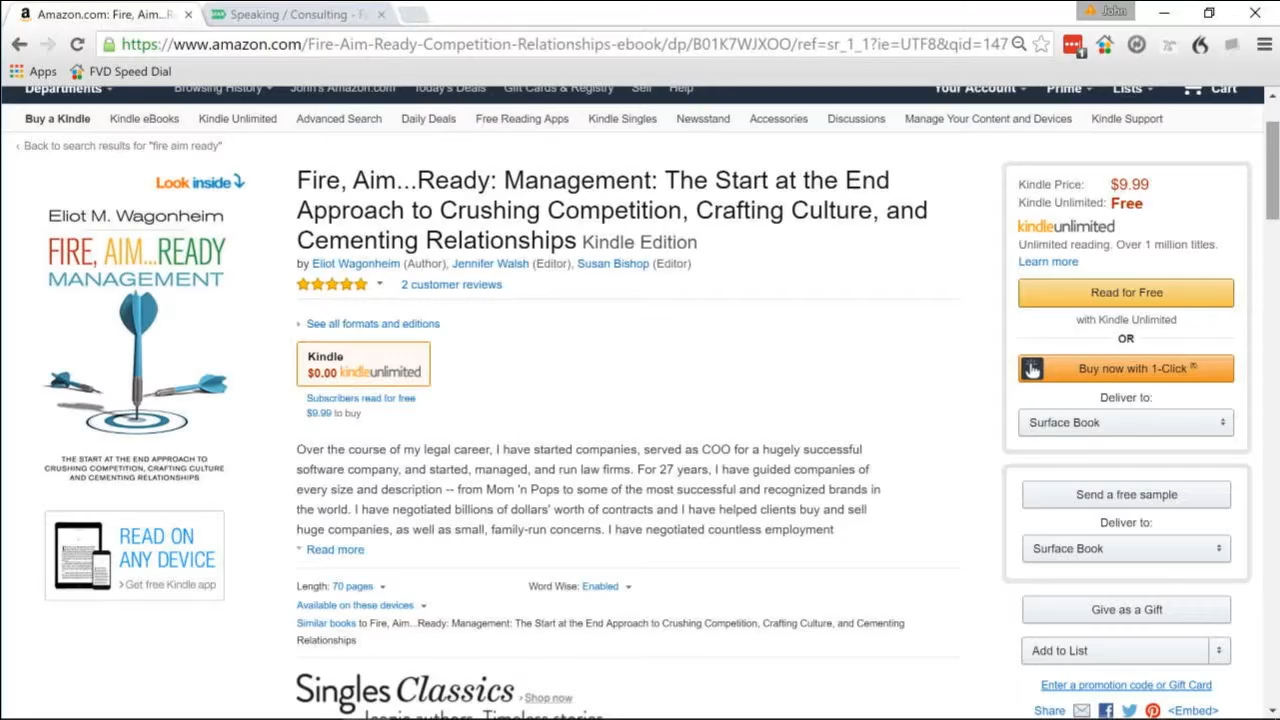 Amazon.com: Fire, Aim...R
Speaking / Consulting -
John
https://www.amazon.com/Fire-Aim-Ready-Competition-Relationships-ebook/dp/B01K7WJXOO/ref=sr_1_1?ie=UTF8&qid=147
1
Apps
FVD Speed Dial
Departments
Browsing History
John's Amazon.com
Today's Deals
Gift Cards & Registry
Sell
Help
Your Account
Prime
Lists
Cart
Buy a Kindle
Kindle eBooks
Kindle Unlimited
Advanced Search
Daily Deals
Free Reading Apps
Kindle Singles
Newsstand
Accessories
Discussions
Manage Your Content and Devices
Kindle Support
‹ Back to search results for "fire aim ready"
Look inside
Eliot M. Wagonheim
FIRE, AIM...READY
MANAGEMENT
THE START AT THE END APPROACH TO
CRUSHING COMPETITION, CRAFTING CULTURE
AND CEMENTING RELATIONSHIPS
READ ON
ANY DEVICE
› Get free Kindle app
Fire, Aim...Ready: Management: The Start at the End
Approach to Crushing Competition, Crafting Culture, and
Cementing Relationships Kindle Edition
by Eliot Wagonheim (Author), Jennifer Walsh (Editor), Susan Bishop (Editor)
2 customer reviews
See all formats and editions
Kindle
$0.00 kindleunlimited
Subscribers read for free
$9.99 to buy
Over the course of my legal career, I have started companies, served as COO for a hugely successful
software company, and started, managed, and run law firms. For 27 years, I have guided companies of
every size and description -- from Mom 'n Pops to some of the most successful and recognized brands in
the world. I have negotiated billions of dollars' worth of contracts and I have helped clients buy and sell
huge companies, as well as small, family-run concerns. I have negotiated countless employment
Read more
Length: 70 pages
Word Wise: Enabled
Available on these devices
Similar books to Fire, Aim...Ready: Management: The Start at the End Approach to Crushing Competition, Crafting Culture, and Cementing
Relationships
Singles Classics › Shop now
Iconic authors. Timeless stories.
Kindle Price: $9.99
Kindle Unlimited: Free
kindleunlimited
Unlimited reading. Over 1 million titles.
Learn more
Read for Free
with Kindle Unlimited
OR
Buy now with 1-Click
Deliver to:
Surface Book
Send a free sample
Deliver to:
Surface Book
Give as a Gift
Add to List
Enter a promotion code or Gift Card
Share
<Embed>